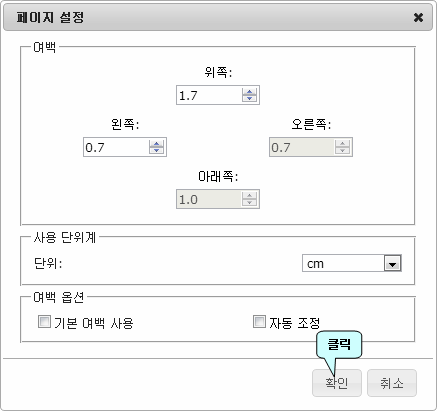 페이지 설정
여백
위쪽:
1.7
왼쪽:
오른쪽:
0.7
0.7
아래쪽:
1.0
사용 단위계
단위:
cm
여백 옵션
기본 여백 사용
자동 조정
클릭
확인
취소